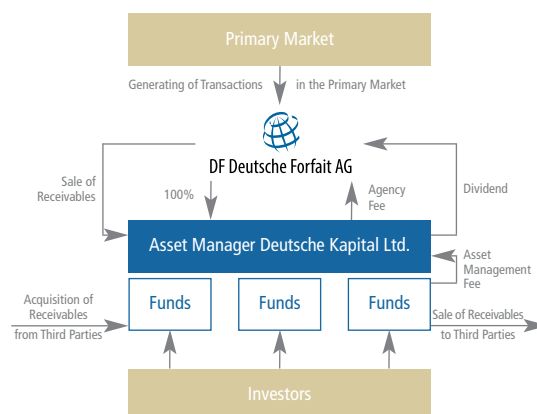 Primary Market
Generating of Transactions
in the Primary Market
DF Deutsche Forfait AG
Sale of
Receivables
100%
Agency
Fee
Dividend
Asset Manager Deutsche Kapital Ltd.
Asset
Management
Fee
Acquisition of
Receivables
from Third Parties
Funds
Funds
Funds
Sale of Receivables
to Third Parties
Investors